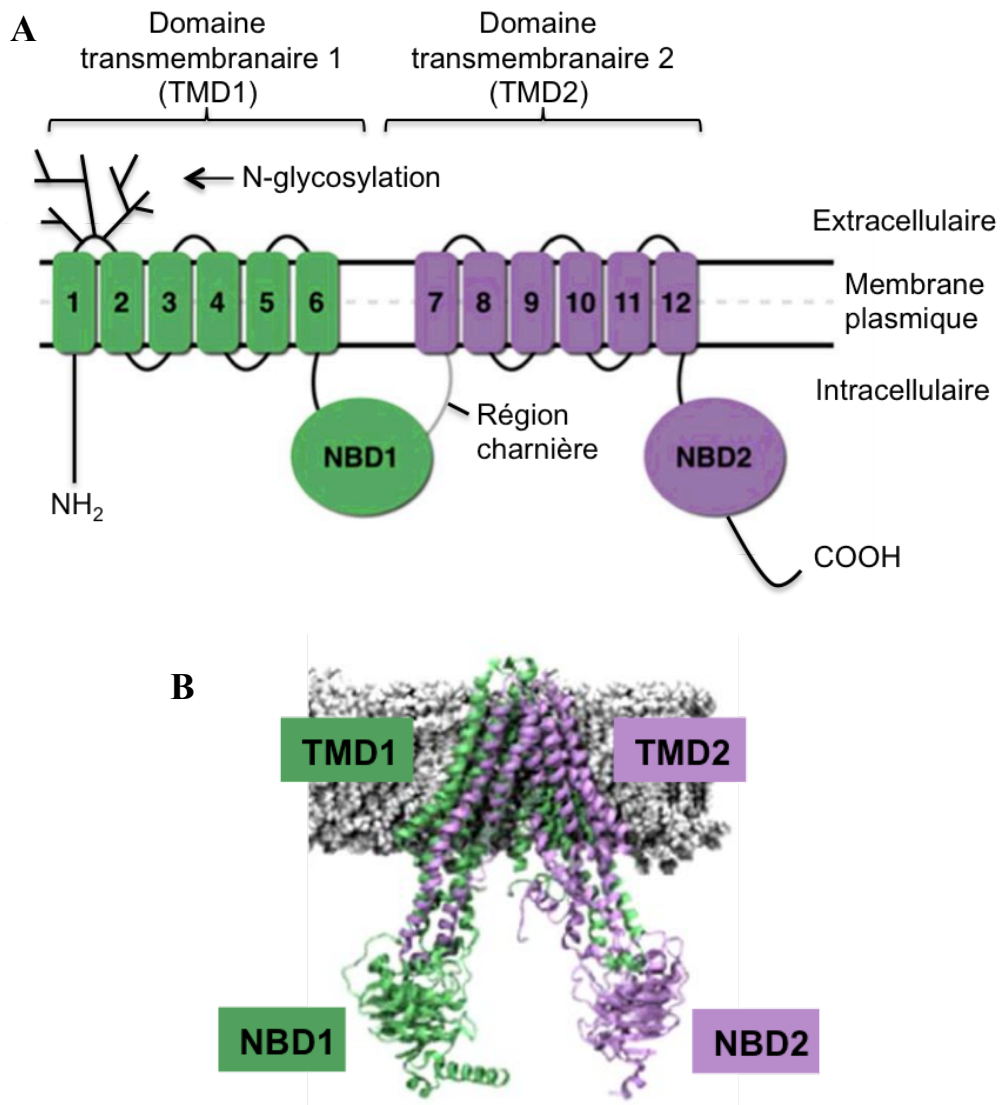 A
Domaine
transmembranaire 1
(TMD1)
Domaine
transmembranaire 2
(TMD2)
N-glycosylation
Extracellulaire
1 2 3 4 5 6 7 8 9 10 11 12
Membrane
plasmique
Intracellulaire
Région
charnière
NBD1
NBD2
NH2
COOH
B
TMD1
TMD2
NBD1
NBD2